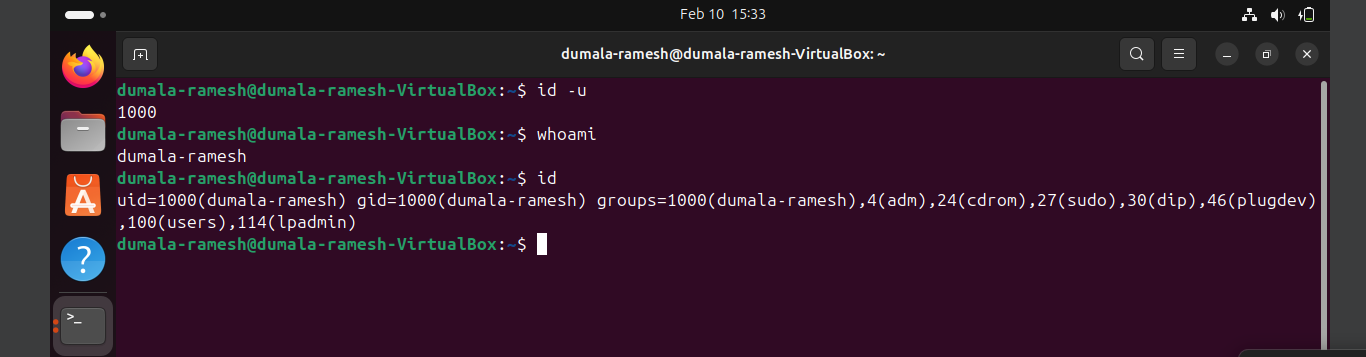 Feb 10 15:33
dumala-ramesh@dumala-ramesh-VirtualBox: ~
dumala-ramesh@dumala-ramesh-VirtualBox:~$ id -u
1000
dumala-ramesh@dumala-ramesh-VirtualBox:~$ whoami
dumala-ramesh
dumala-ramesh@dumala-ramesh-VirtualBox:~$ id
uid=1000(dumala-ramesh) gid=1000(dumala-ramesh) groups=1000(dumala-ramesh),4(adm),24(cdrom),27(sudo),30(dip),46(plugdev)
,100(users),114(lpadmin)
dumala-ramesh@dumala-ramesh-VirtualBox:~$